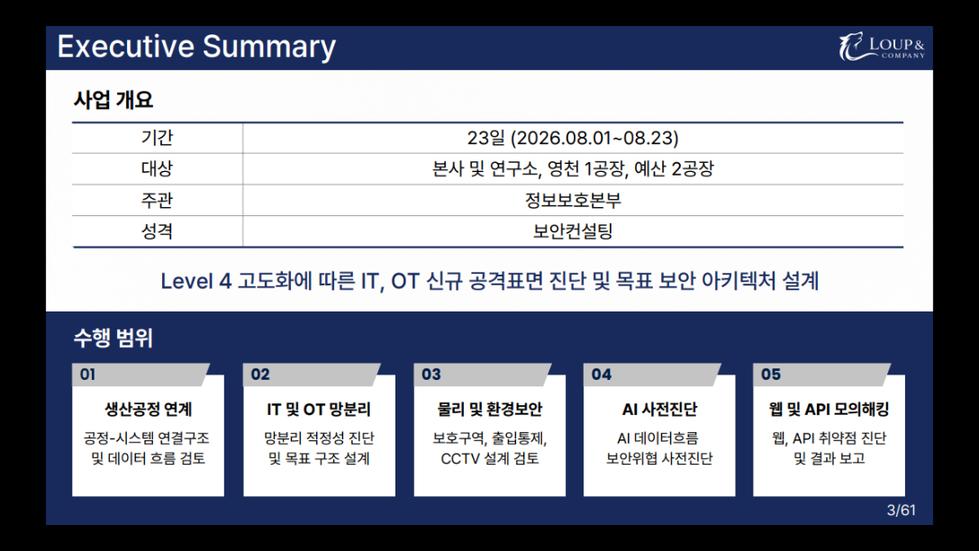 Executive Summary
LOUP &
COMPANY
사업 개요
기간 23일 (2026.08.01~08.23)
대상 본사 및 연구소, 영천 1공장, 예산 2공장
주관 정보보호본부
성격 보안컨설팅
Level 4 고도화에 따른 IT, OT 신규 공격표면 진단 및 목표 보안 아키텍처 설계
수행 범위
01
생산공정 연계
공정-시스템 연결구조
및 데이터 흐름 검토
02
IT 및 OT 망분리
망분리 적정성 진단
및 목표 구조 설계
03
물리 및 환경보안
보호구역, 출입통제,
CCTV 설계 검토
04
AI 사전진단
AI 데이터흐름
보안위협 사전진단
05
웹 및 API 모의해킹
웹, API 취약점 진단
및 결과 보고
3/61